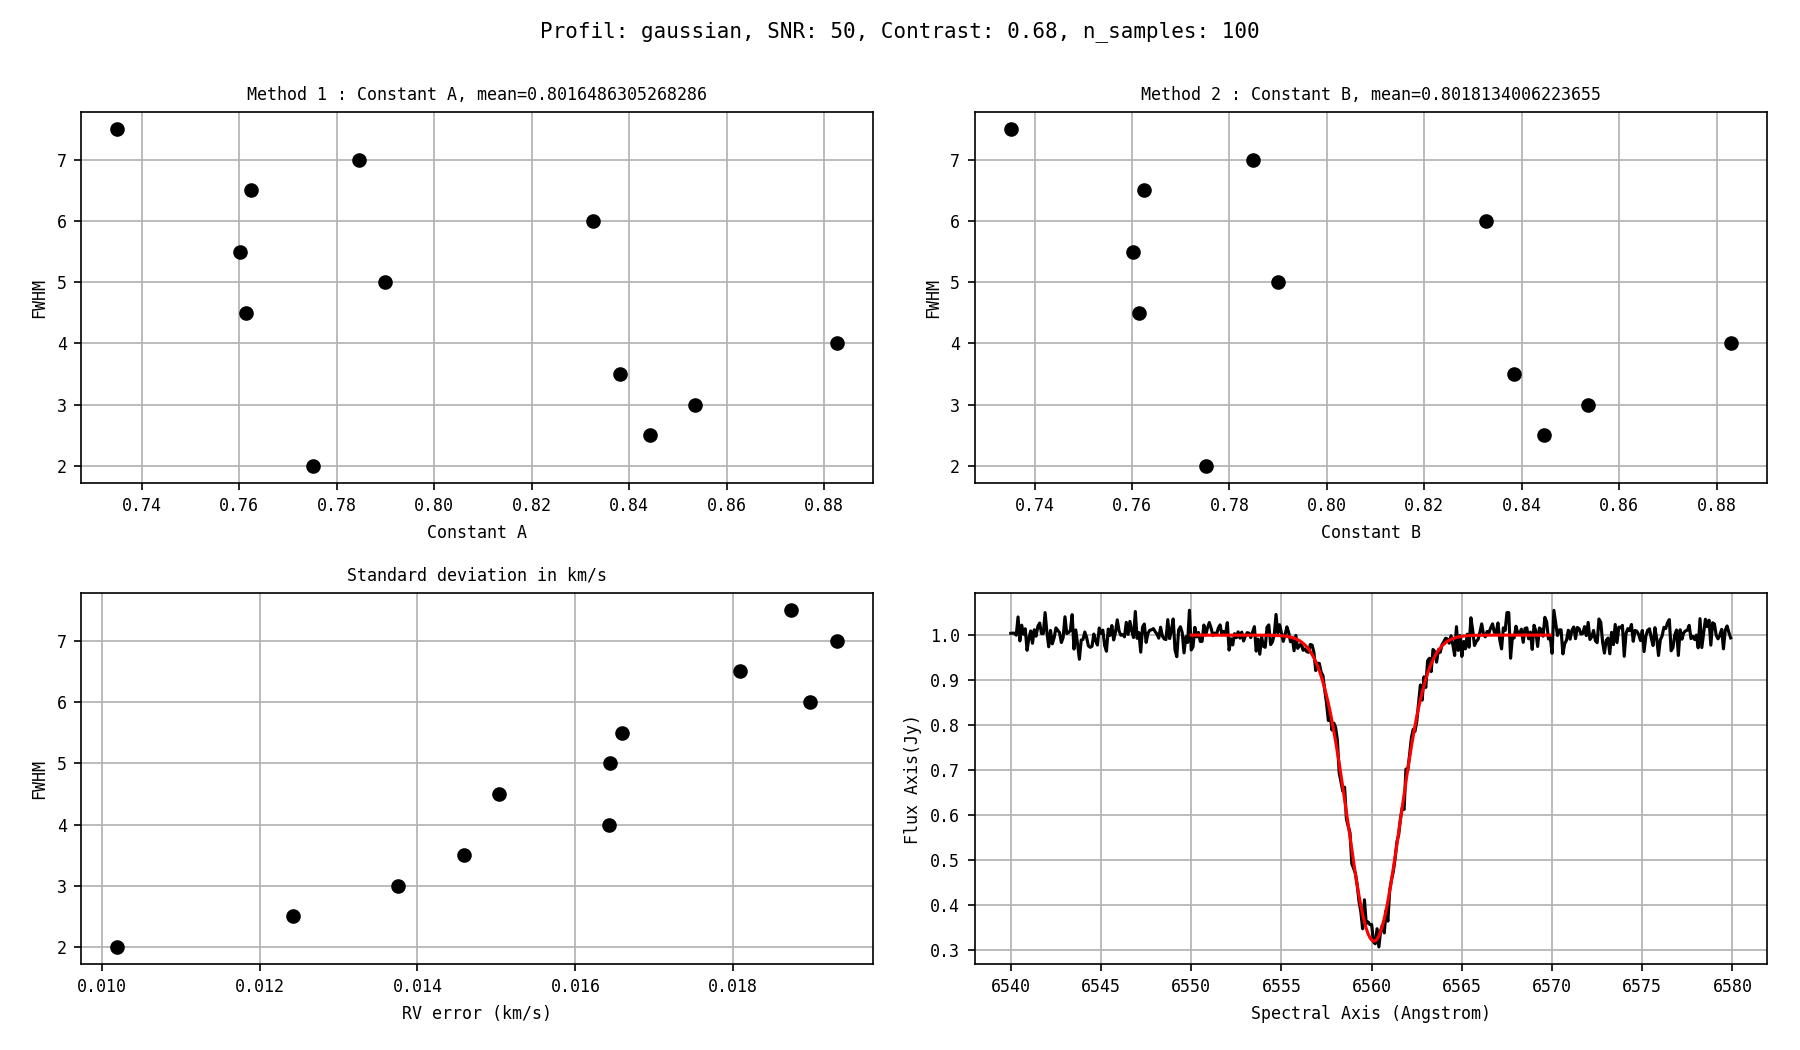 Profil: gaussian, SNR: 50, Contrast: 0.68, n_samples: 100
Method 1 : Constant A, mean=0.8016486305268286
7
6
5
4
3
2
FWHM
0.74 0.76 0.78 0.80 0.82 0.84 0.86 0.88
Constant A
Method 2 : Constant B, mean=0.8018134006223655
7
6
5
4
3
2
FWHM
0.74 0.76 0.78 0.80 0.82 0.84 0.86 0.88
Constant B
Standard deviation in km/s
7
6
5
4
3
2
FWHM
0.010 0.012 0.014 0.016 0.018
RV error (km/s)
1.0
0.9
0.8
0.7
0.6
0.5
0.4
0.3
Flux Axis(Jy)
6540 6545 6550 6555 6560 6565 6570 6575 6580
Spectral Axis (Angstrom)